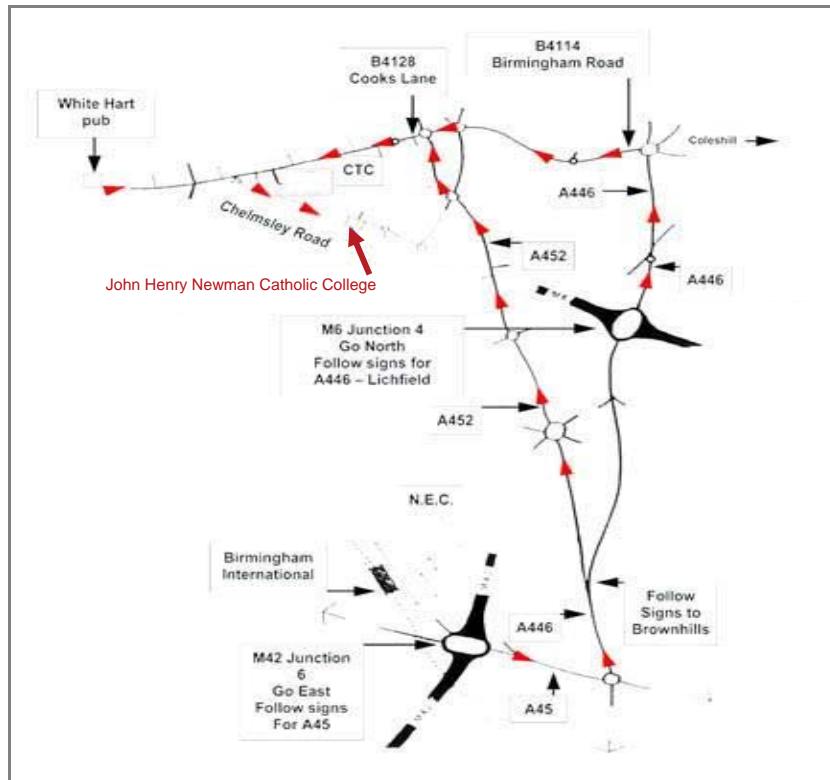 B4114
Birmingham Road
B4128
Cooks Lane
White Hart
pub
Coleshill
CTC
A446
Chelmsley Road
A452
A446
John Henry Newman Catholic College
M6 Junction 4
Go North
Follow signs for
A446 – Lichfield
A452
N.E.C.
Birmingham
International
A446
Follow
Signs to
Brownhills
M42 Junction
6
Go East
Follow signs
For A45
A45